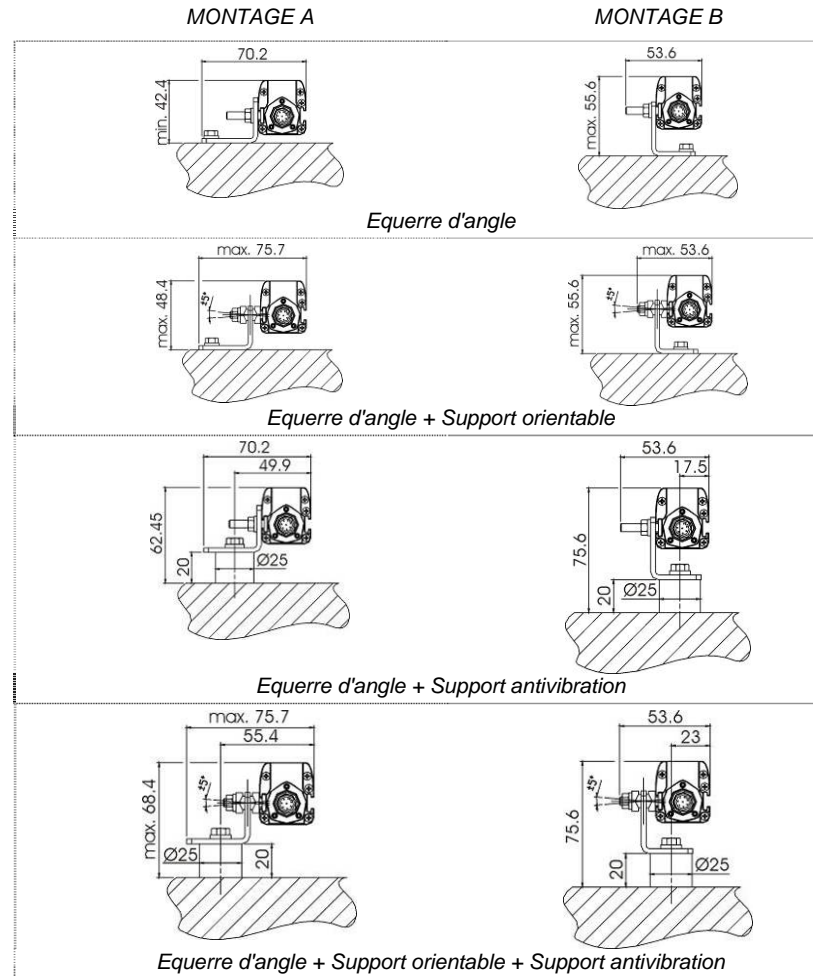 MONTAGE A MONTAGE B
70.2
min. 42.4
53.6
max. 55.6
Equerre d'angle
max. 75.7
max. 48.4
±5°
max. 53.6
max. 55.6
±5°
Equerre d'angle + Support orientable
70.2
49.9
62.45
20
Ø25
53.6
17.5
75.6
20
Ø25
Equerre d'angle + Support antivibration
max. 75.7
55.4
max. 68.4
±5°
Ø25
20
53.6
23
75.6
±5°
20
Ø25
Equerre d'angle + Support orientable + Support antivibration